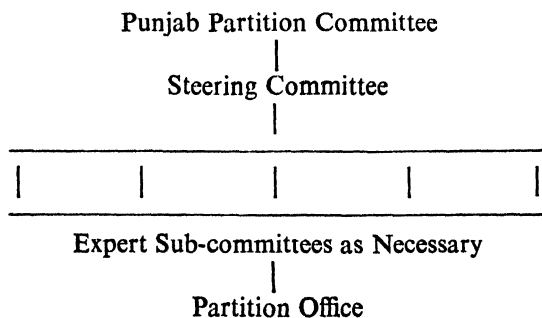 Punjab Partition Committee
Steering Committee
Expert Sub-committees as Necessary
Partition Office